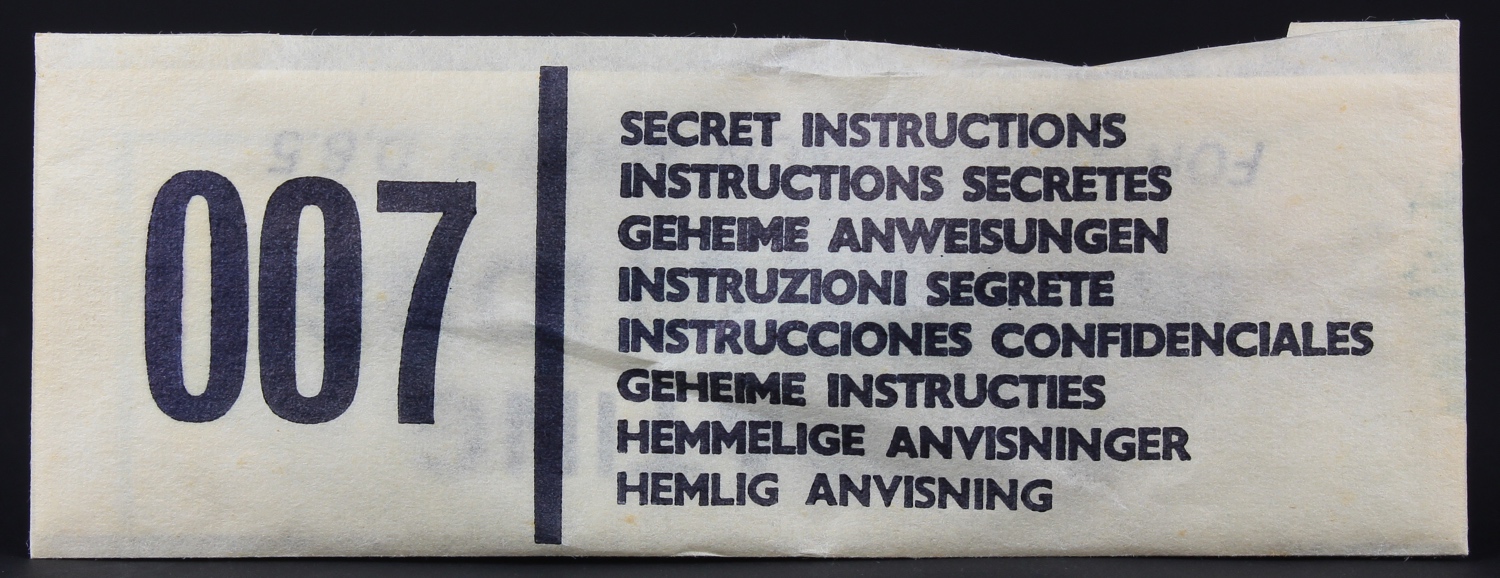 007
SECRET INSTRUCTIONS
INSTRUCTIONS SECRETES
GEHEIME ANWEISUNGEN
INSTRUZIONI SEGRETE
INSTRUCCIONES CONFIDENCIALES
GEHEIME INSTRUCTIES
HEMMELIGE ANVISNINGER
HEMLIG ANVISNING